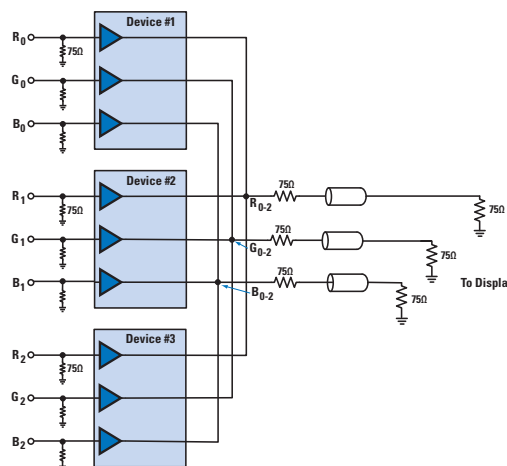 Device #1
R0
75Ω
G0
B0
Device #2
R1
75Ω
G1
B1
R0-2
75Ω
75Ω
G0-2
75Ω
75Ω
B0-2
75Ω
75Ω
To Displa
Device #3
R2
75Ω
G2
B2